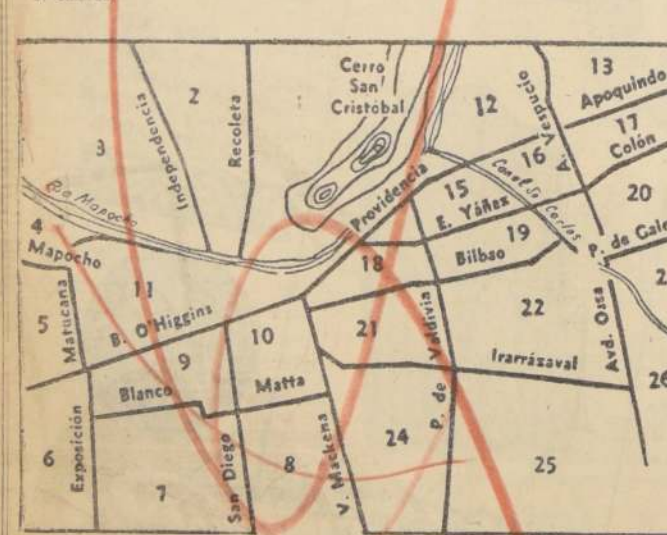 Cerro
San
Cristóbal
13
Apoquindo
2
12
A. Vespucio
17
Colón
Independencia
Recoleta
3
16
Canal Sn Carlos
Providencia
15
E. Yáñez
20
Rio Mapocho
4
Mapocho
19
P. de
18
Bilbao
11
5
Matucana
B. O'Higgins
22
Avd. Ossa
21
P. de Valdivia
10
9
Irarrázaval
Blanco
Matta
26
Exposición
6
San Diego
8
V. Mackena
24
25
7